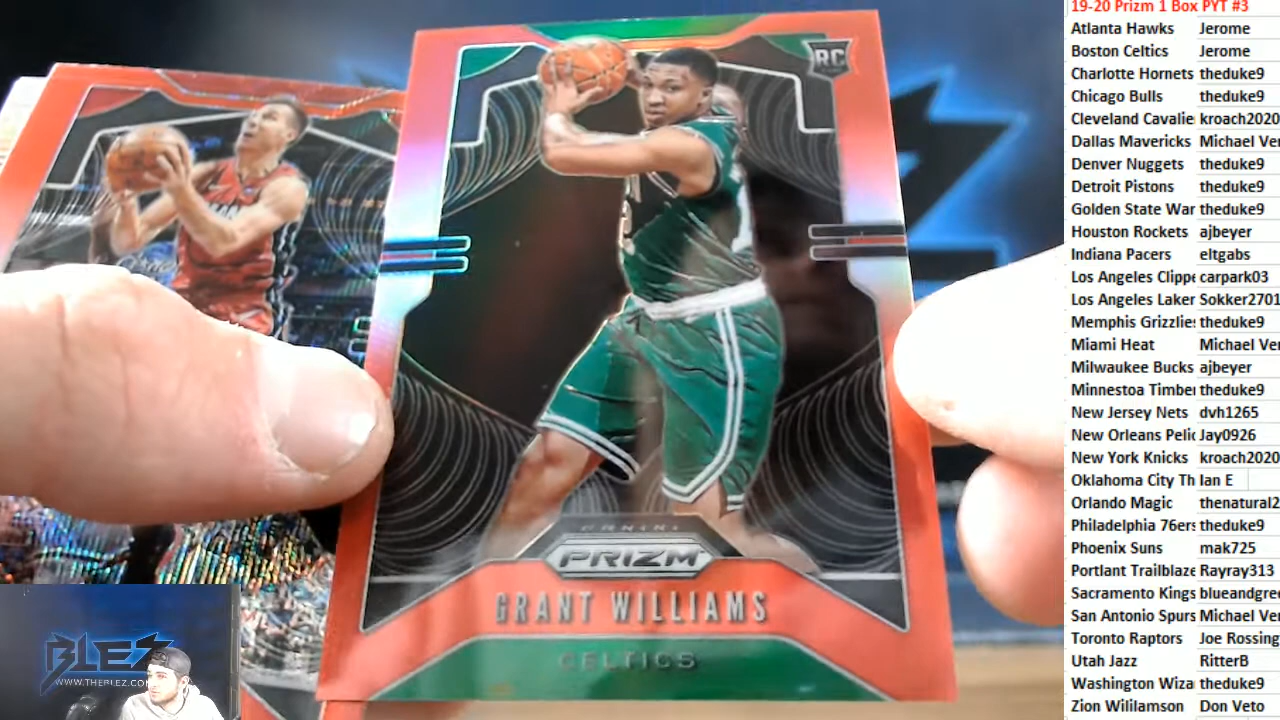 19-20 Prizm 1 Box PYT #3
Atlanta Hawks Jerome
Boston Celtics Jerome
Charlotte Hornets theduke9
Chicago Bulls theduke9
Cleveland Cavalie kroach2020
Dallas Mavericks Michael Ver
Denver Nuggets theduke9
Detroit Pistons theduke9
Golden State War theduke9
Houston Rockets ajbeyer
Indiana Pacers eltgabs
Los Angeles Clippe carpark03
Los Angeles Laker Sokker2701
Memphis Grizzlies theduke9
Miami Heat Michael Ver
Milwaukee Bucks ajbeyer
Minnestoa Timbe theduke9
New Jersey Nets dvh1265
New Orleans Pelic Jay0926
New York Knicks kroach2020
Oklahoma City Th Ian E
Orlando Magic thenatural2
Philadelphia 76ers theduke9
Phoenix Suns mak725
Portlant Trailblaze Rayray313
Sacramento Kings blueandgree
San Antonio Spurs Michael Ver
Toronto Raptors Joe Rossing
Utah Jazz RitterB
Washington Wiza theduke9
Zion Wililamson Don Veto
RC
PANINI
PRIZM
GRANT WILLIAMS
CELTICS
BLEZ
WWW.THEBLEZ.COM